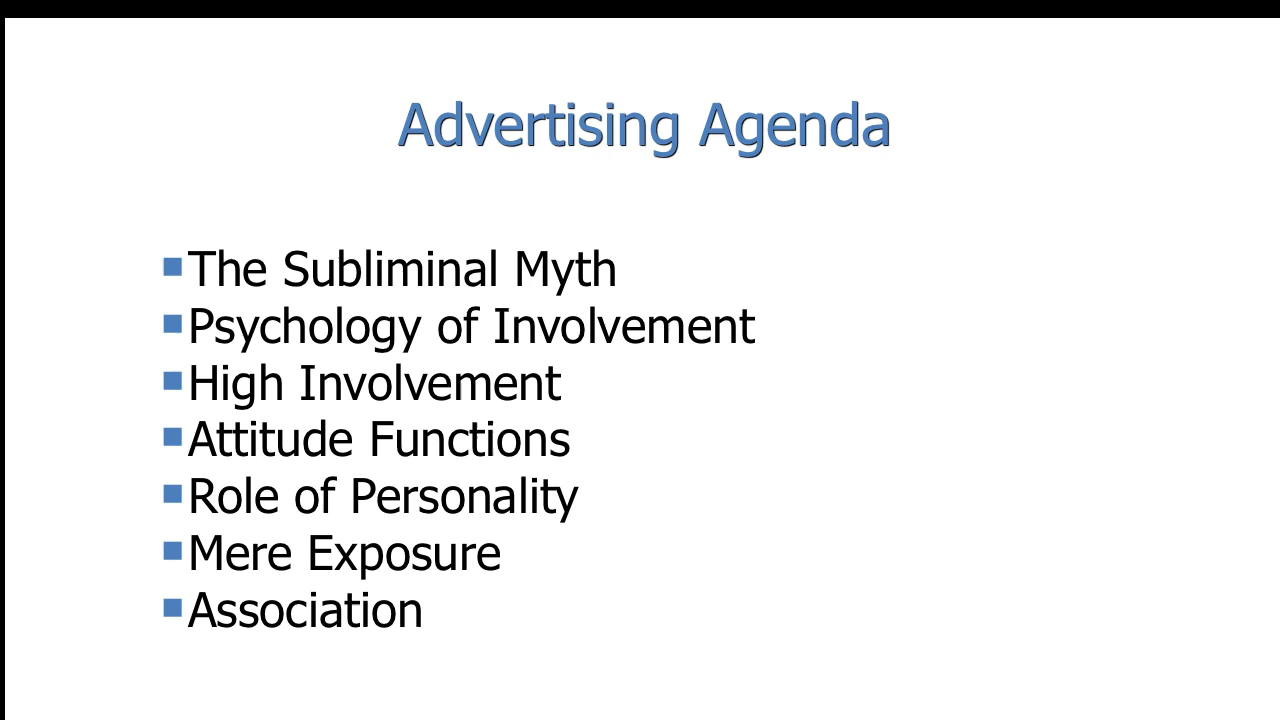 Advertising Agenda
The Subliminal Myth
Psychology of Involvement
High Involvement
Attitude Functions
Role of Personality
Mere Exposure
Association